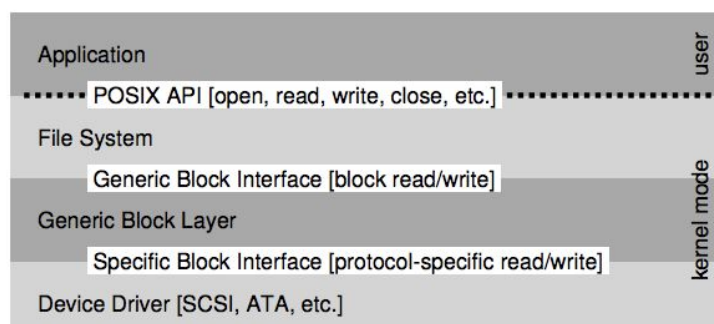 Application
user
POSIX API [open, read, write, close, etc.]
File System
Generic Block Interface [block read/write]
Generic Block Layer
kernel mode
Specific Block Interface [protocol-specific read/write]
Device Driver [SCSI, ATA, etc.]